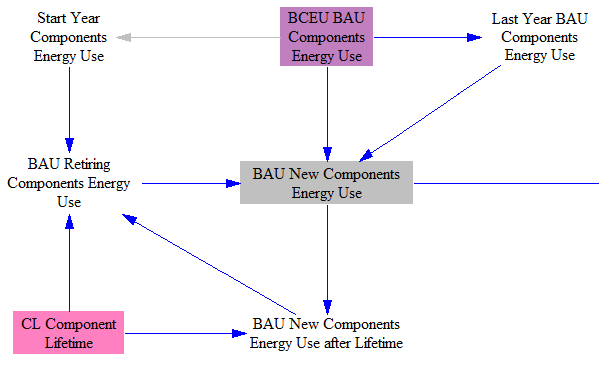 Start Year
Components
Energy Use
BCEU BAU
Components
Energy Use
Last Year BAU
Components
Energy Use
BAU Retiring
Components Energy
Use
BAU New Components
Energy Use
CL Component
Lifetime
BAU New Components
Energy Use after Lifetime